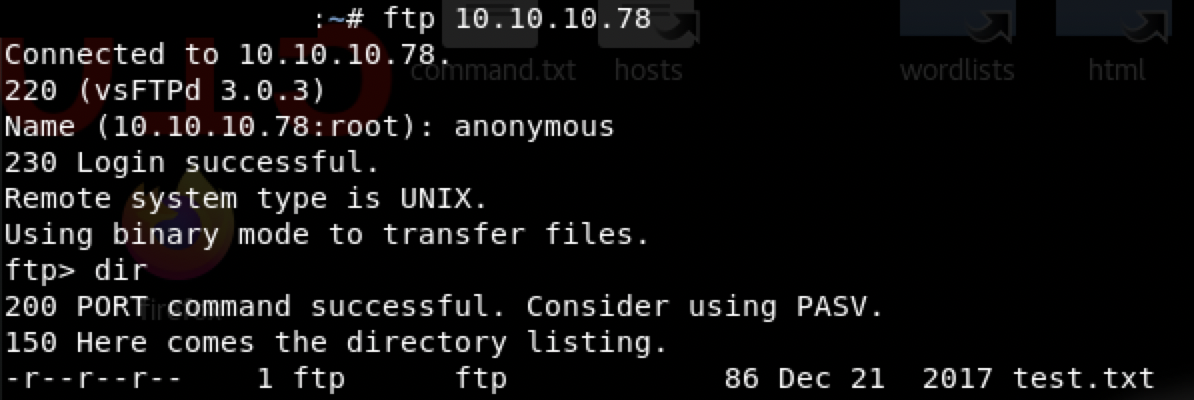 :~# ftp 10.10.10.78
Connected to 10.10.10.78.
command.txt hosts wordlists html
220 (vsFTPd 3.0.3)
Name (10.10.10.78:root): anonymous
230 Login successful.
Remote system type is UNIX.
Using binary mode to transfer files.
ftp> dir
200 PORT command successful. Consider using PASV.
150 Here comes the directory listing.
-r--r--r-- 1 ftp ftp 86 Dec 21 2017 test.txt